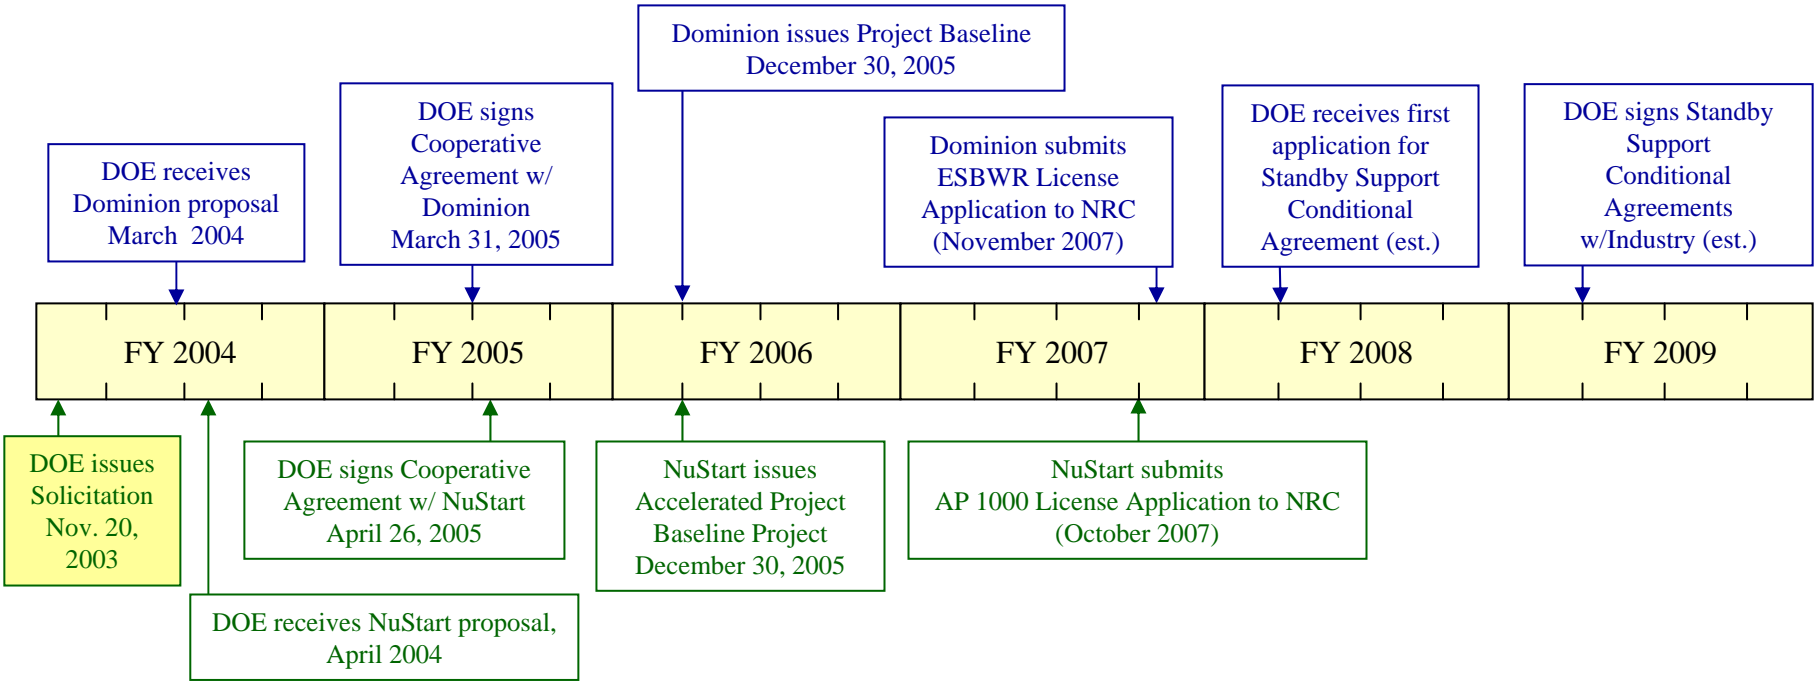 Dominion issues Project Baseline
December 30, 2005
DOE signs
Cooperative
Agreement w/
Dominion
March 31, 2005
DOE receives
Dominion proposal
March 2004
Dominion submits
ESBWR License
Application to NRC
(November 2007)
DOE receives first
application for
Standby Support
Conditional
Agreement (est.)
DOE signs Standby
Support
Conditional
Agreements
w/Industry (est.)
FY 2004
FY 2005
FY 2006
FY 2007
FY 2008
FY 2009
DOE issues
Solicitation
Nov. 20,
2003
DOE receives NuStart proposal,
April 2004
DOE signs Cooperative
Agreement w/ NuStart
April 26, 2005
NuStart issues
Accelerated Project
Baseline Project
December 30, 2005
NuStart submits
AP 1000 License Application to NRC
(October 2007)